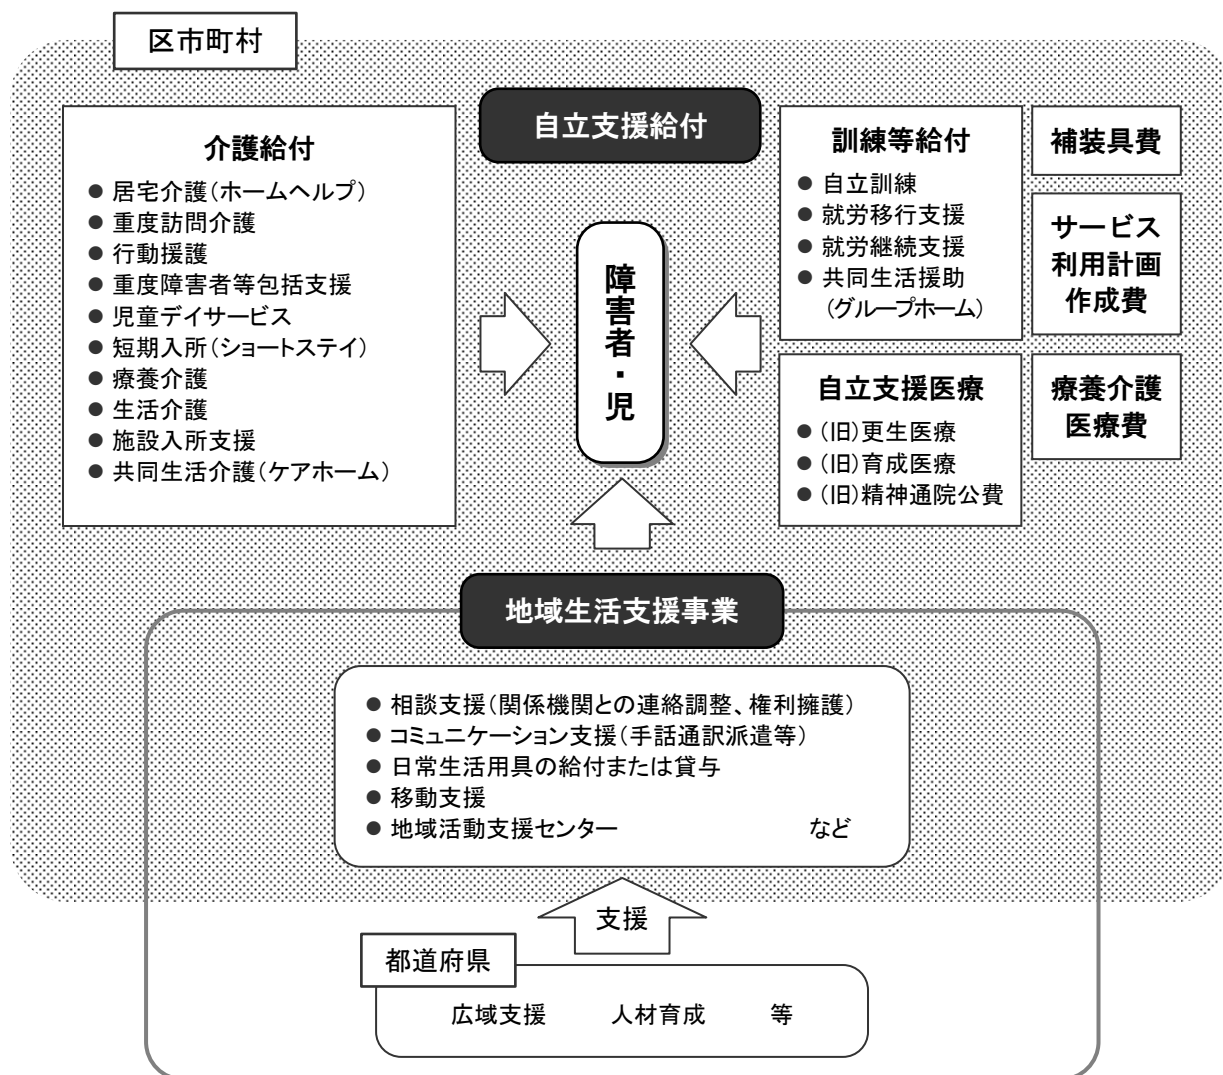 区市町村
自立支援給付
介護給付
● 居宅介護(ホームヘルプ)
● 重度訪問介護
● 行動援護
● 重度障害者等包括支援
● 児童デイサービス
● 短期入所(ショートステイ)
● 療養介護
● 生活介護
● 施設入所支援
● 共同生活介護(ケアホーム)
障害者・児
訓練等給付
● 自立訓練
● 就労移行支援
● 就労継続支援
● 共同生活援助
(グループホーム)
自立支援医療
● (旧)更生医療
● (旧)育成医療
● (旧)精神通院公費
補装具費
サービス
利用計画
作成費
療養介護
医療費
地域生活支援事業
● 相談支援(関係機関との連絡調整、権利擁護)
● コミュニケーション支援(手話通訳派遣等)
● 日常生活用具の給付または貸与
● 移動支援
● 地域活動支援センター など
支援
都道府県
広域支援 人材育成 等